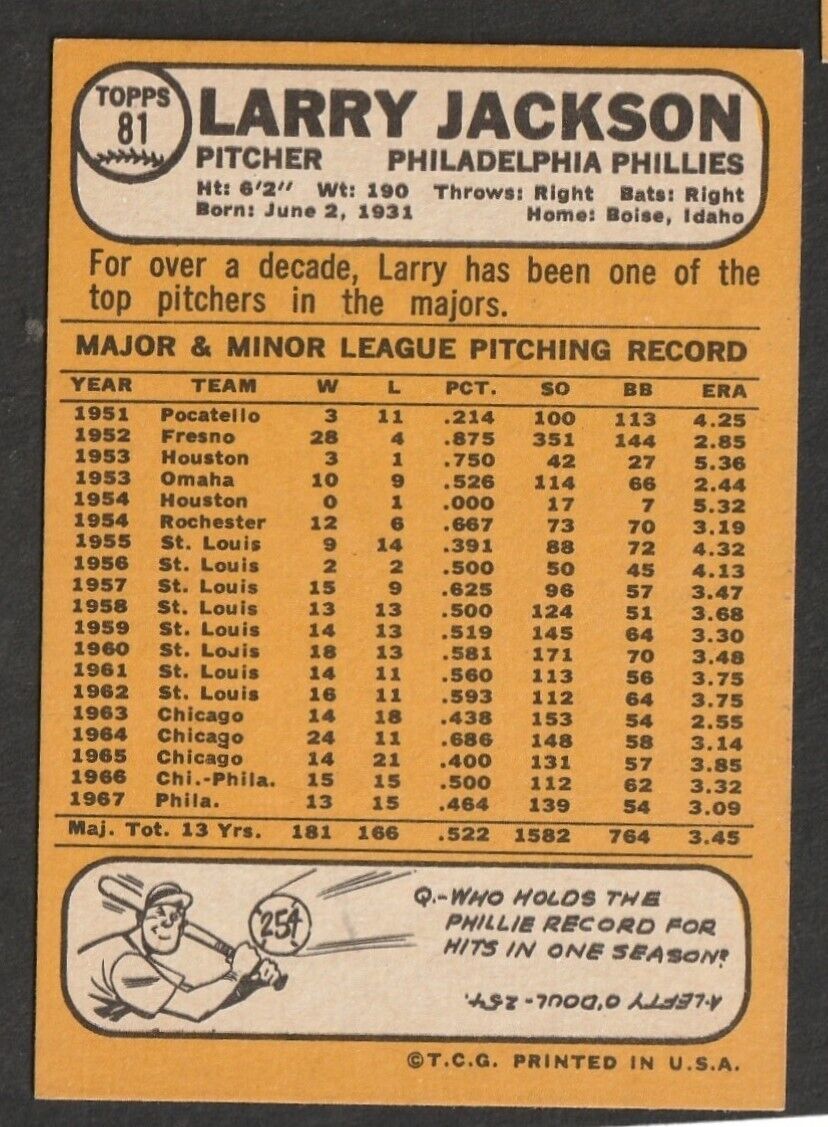 TOPPS
81
LARRY JACKSON
PITCHER PHILADELPHIA PHILLIES
Ht: 6'2" Wt: 190 Throws: Right Bats: Right
Born: June 2, 1931 Home: Boise, Idaho
For over a decade, Larry has been one of the
top pitchers in the majors.
MAJOR & MINOR LEAGUE PITCHING RECORD
YEAR TEAM W L PCT. SO BB ERA
1951 Pocatello 3 11 .214 100 113 4.25
1952 Fresno 28 4 .875 351 144 2.85
1953 Houston 3 1 .750 42 27 5.36
1953 Omaha 10 9 .526 114 66 2.44
1954 Houston 0 1 .000 17 7 5.32
1954 Rochester 12 6 .667 73 70 3.19
1955 St. Louis 9 14 .391 88 72 4.32
1956 St. Louis 2 2 .500 50 45 4.13
1957 St. Louis 15 9 .625 96 57 3.47
1958 St. Louis 13 13 .500 124 51 3.68
1959 St. Louis 14 13 .519 145 64 3.30
1960 St. Louis 18 13 .581 171 70 3.48
1961 St. Louis 14 11 .560 113 56 3.75
1962 St. Louis 16 11 .593 112 64 3.75
1963 Chicago 14 18 .438 153 54 2.55
1964 Chicago 24 11 .686 148 58 3.14
1965 Chicago 14 21 .400 131 57 3.85
1966 Chi.-Phila. 15 15 .500 112 62 3.32
1967 Phila. 13 15 .464 139 54 3.09
Maj. Tot. 13 Yrs. 181 166 .522 1582 764 3.45
254
Q.-WHO HOLDS THE
PHILLIE RECORD FOR
HITS IN ONE SEASON?
A-LEFTY O'DOUL-254.
©T.C.G. PRINTED IN U.S.A.